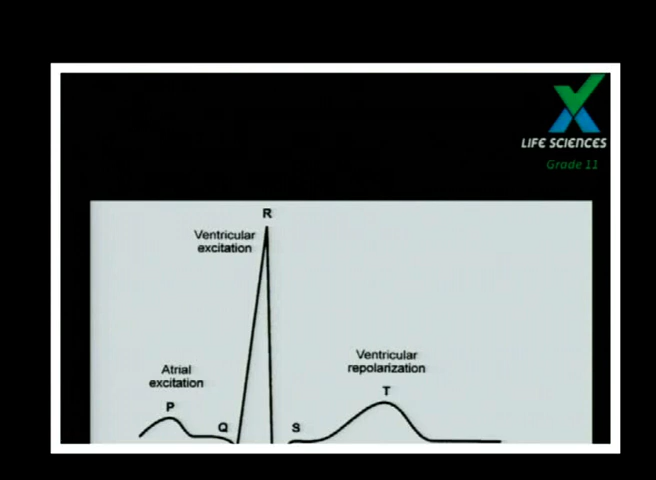 LIFE SCIENCES
Grade 11
R
Ventricular
excitation
Ventricular
repolarization
Atrial
excitation
T
P
Q
S